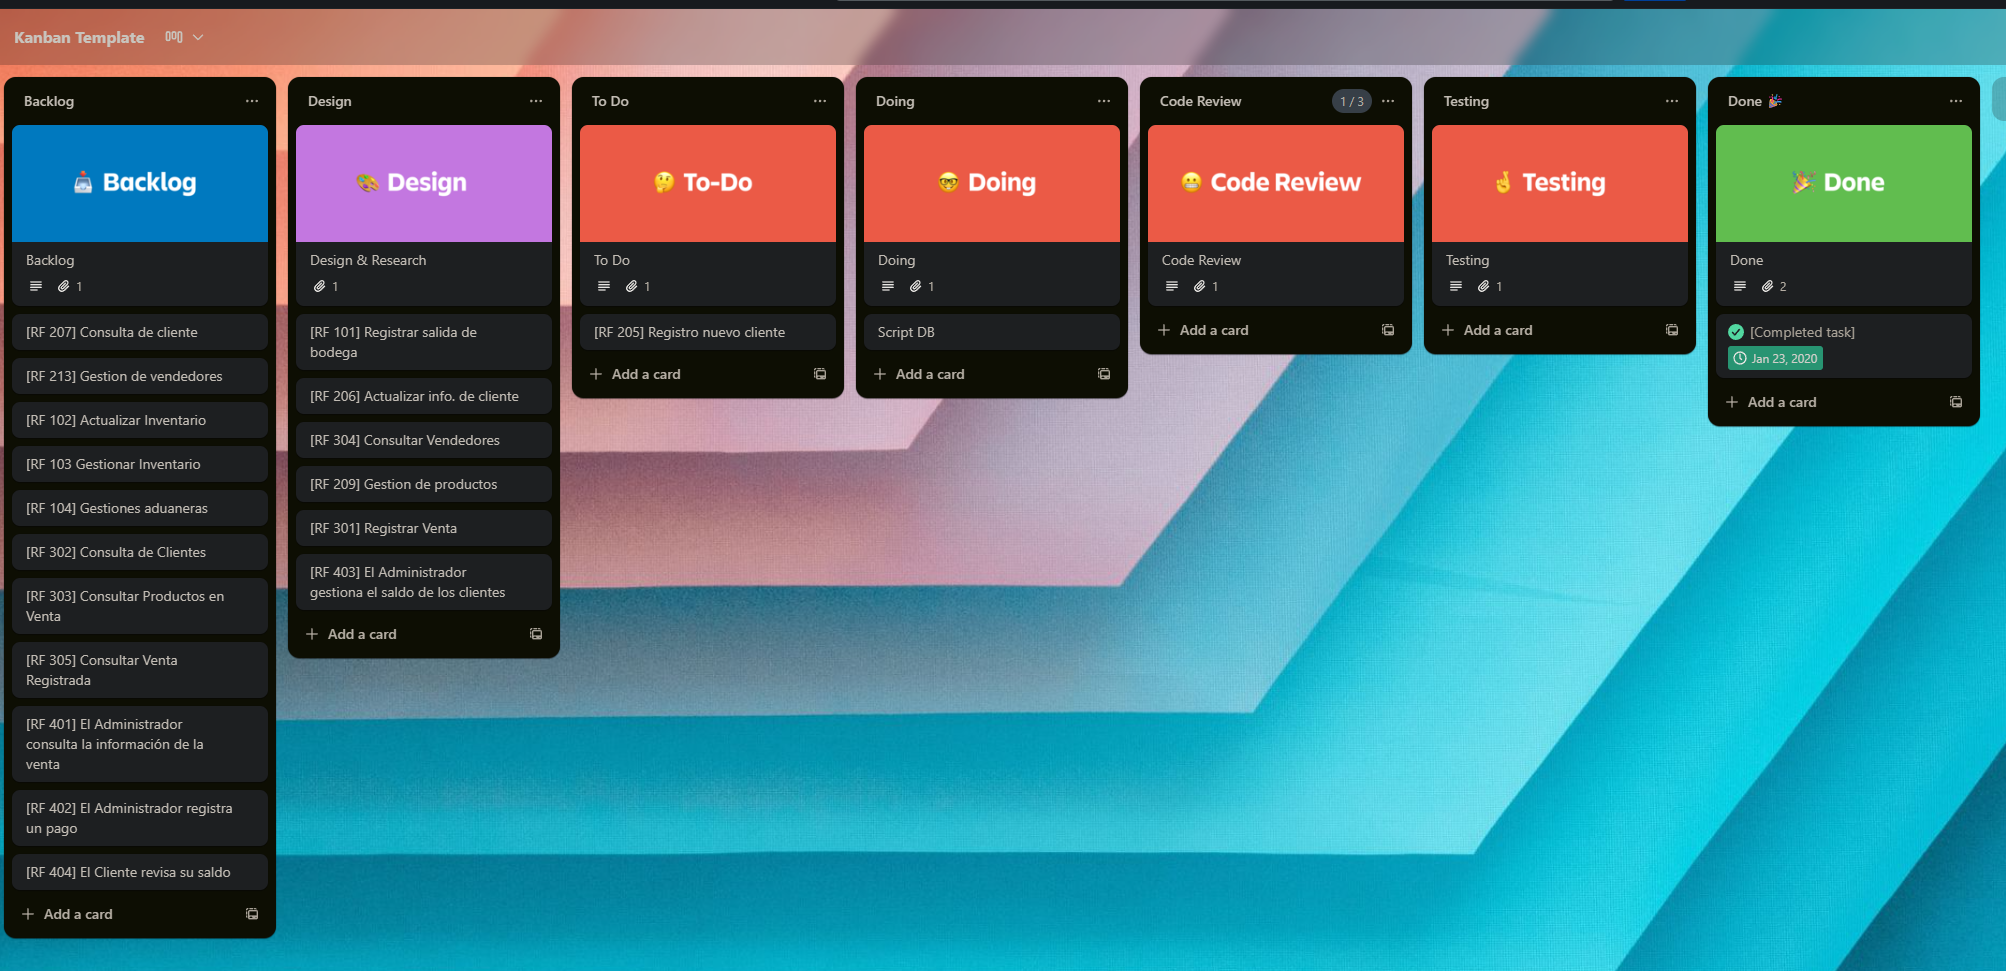 Kanban Template
Backlog
Backlog
Backlog
1
[RF 207] Consulta de cliente
[RF 213] Gestion de vendedores
[RF 102] Actualizar Inventario
[RF 103 Gestionar Inventario
[RF 104] Gestiones aduaneras
[RF 302] Consulta de Clientes
[RF 303] Consultar Productos en
Venta
[RF 305] Consultar Venta
Registrada
[RF 401] El Administrador
consulta la información de la
venta
[RF 402] El Administrador registra
un pago
[RF 404] El Cliente revisa su saldo
Add a card
Design
Design
Design & Research
1
[RF 101] Registrar salida de
bodega
[RF 206] Actualizar info. de cliente
[RF 304] Consultar Vendedores
[RF 209] Gestion de productos
[RF 301] Registrar Venta
[RF 403] El Administrador
gestiona el saldo de los clientes
Add a card
To Do
To-Do
To Do
1
[RF 205] Registro nuevo cliente
Add a card
Doing
Doing
Doing
1
Script DB
Add a card
Code Review
1 / 3
Code Review
Code Review
1
Add a card
Testing
Testing
Testing
1
Add a card
Done 🎉
Done
Done
2
[Completed task]
Jan 23, 2020
Add a card